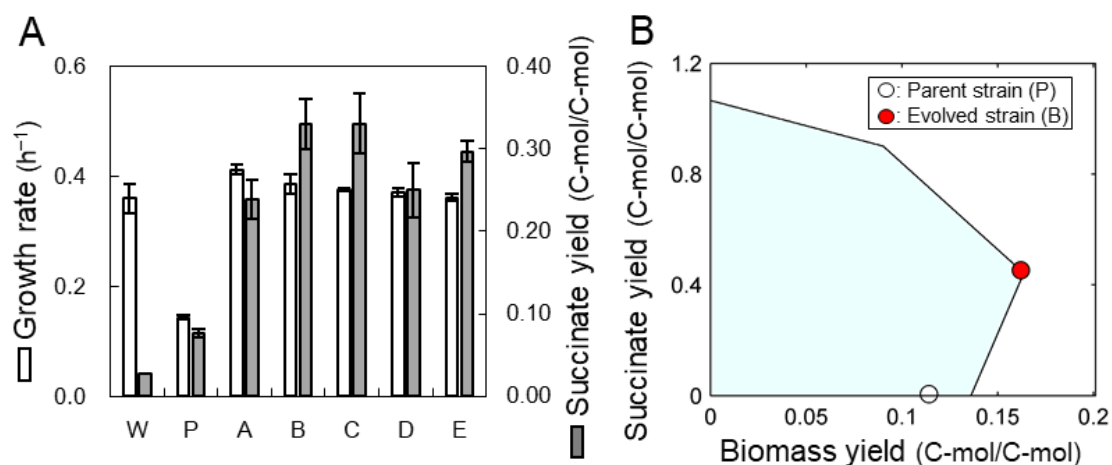 A
Growth rate (h⁻¹)
0.6
0.4
0.2
0.0
W P A B C D E
0.40
0.30
0.20
0.10
0.00
Succinate yield (C-mol/C-mol)
B
Succinate yield (C-mol/C-mol)
1.2
0.8
0.4
0
: Parent strain (P)
: Evolved strain (B)
0 0.05 0.1 0.15 0.2
Biomass yield (C-mol/C-mol)